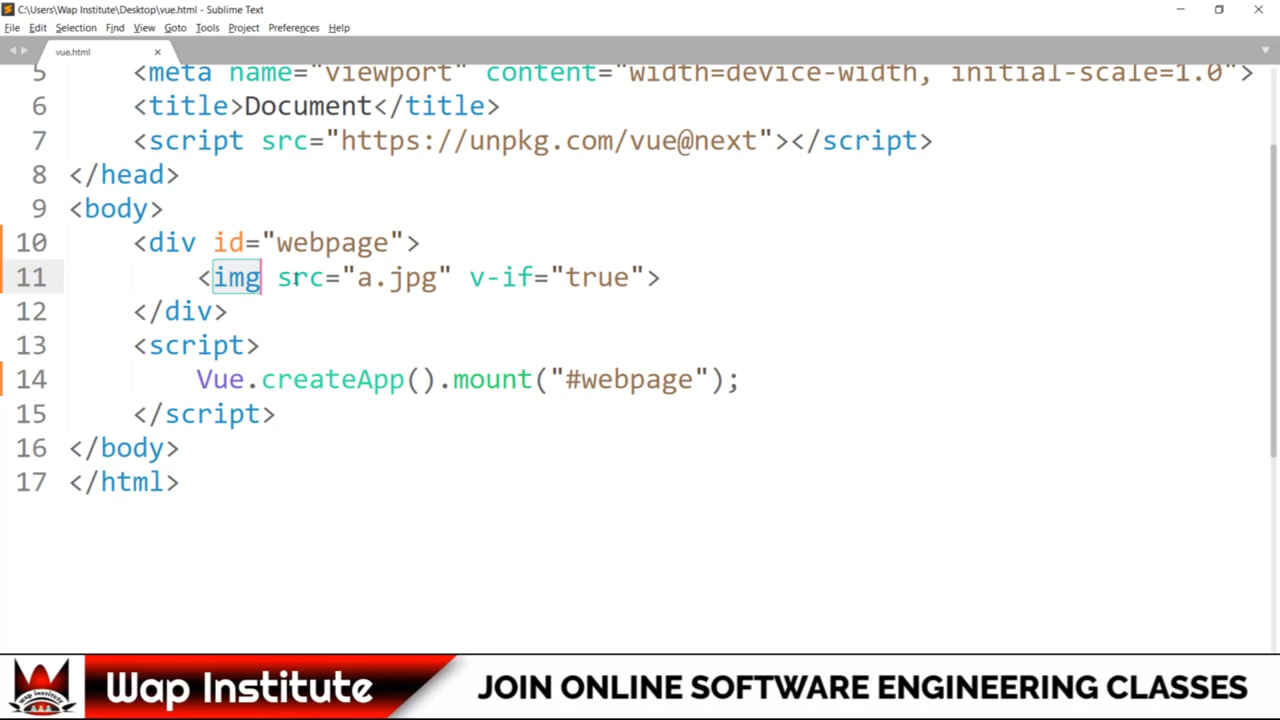 C:\Users\Wap Institute\Desktop\vue.html - Sublime Text
File Edit Selection Find View Goto Tools Project Preferences Help
vue.html
5 <meta name="viewport" content="width=device-width, initial-scale=1.0">
6 <title>Document</title>
7 <script src="https://unpkg.com/vue@next"></script>
8 </head>
9 <body>
10 <div id="webpage">
11 <img src="a.jpg" v-if="true">
12 </div>
13 <script>
14 Vue.createApp().mount("#webpage");
15 </script>
16 </body>
17 </html>
Wap Institute
Wap Institute JOIN ONLINE SOFTWARE ENGINEERING CLASSES